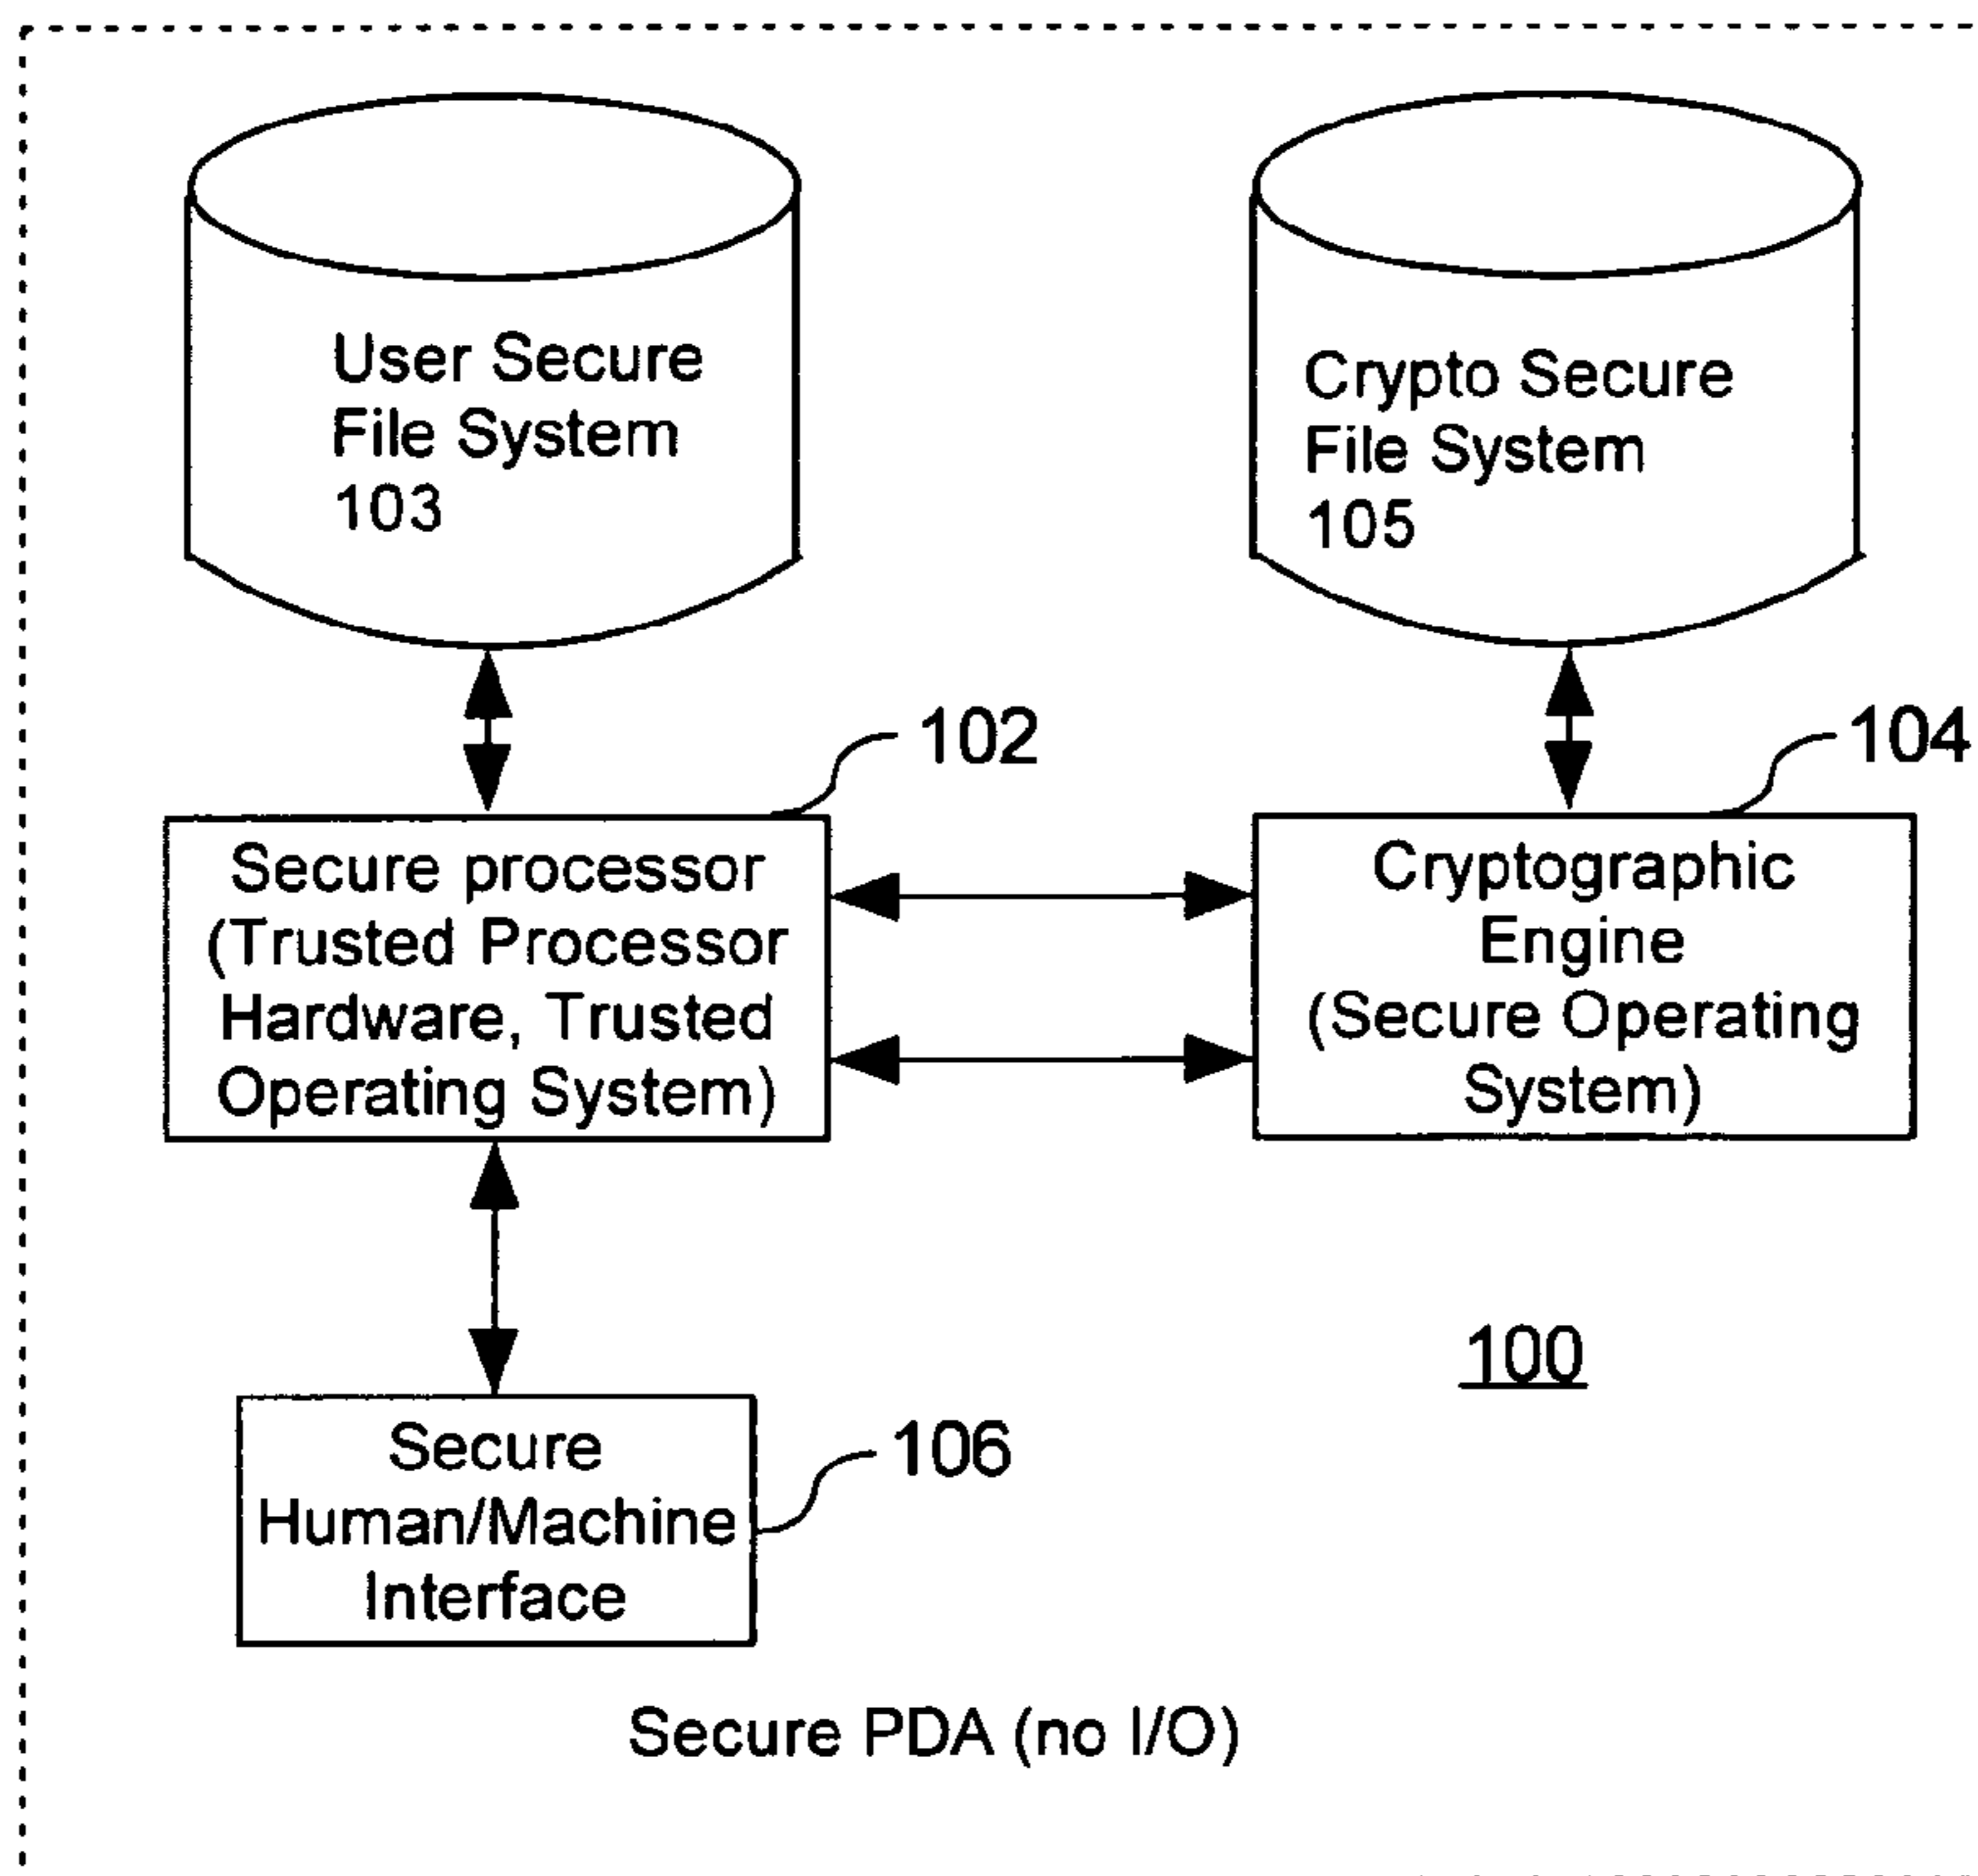 User Secure
File System
103
Crypto Secure
File System
105
102
104
Secure processor
(Trusted Processor
Hardware, Trusted
Operating System)
Cryptographic
Engine
(Secure Operating
System)
100
Secure
Human/Machine
Interface
106
Secure PDA (no I/O)